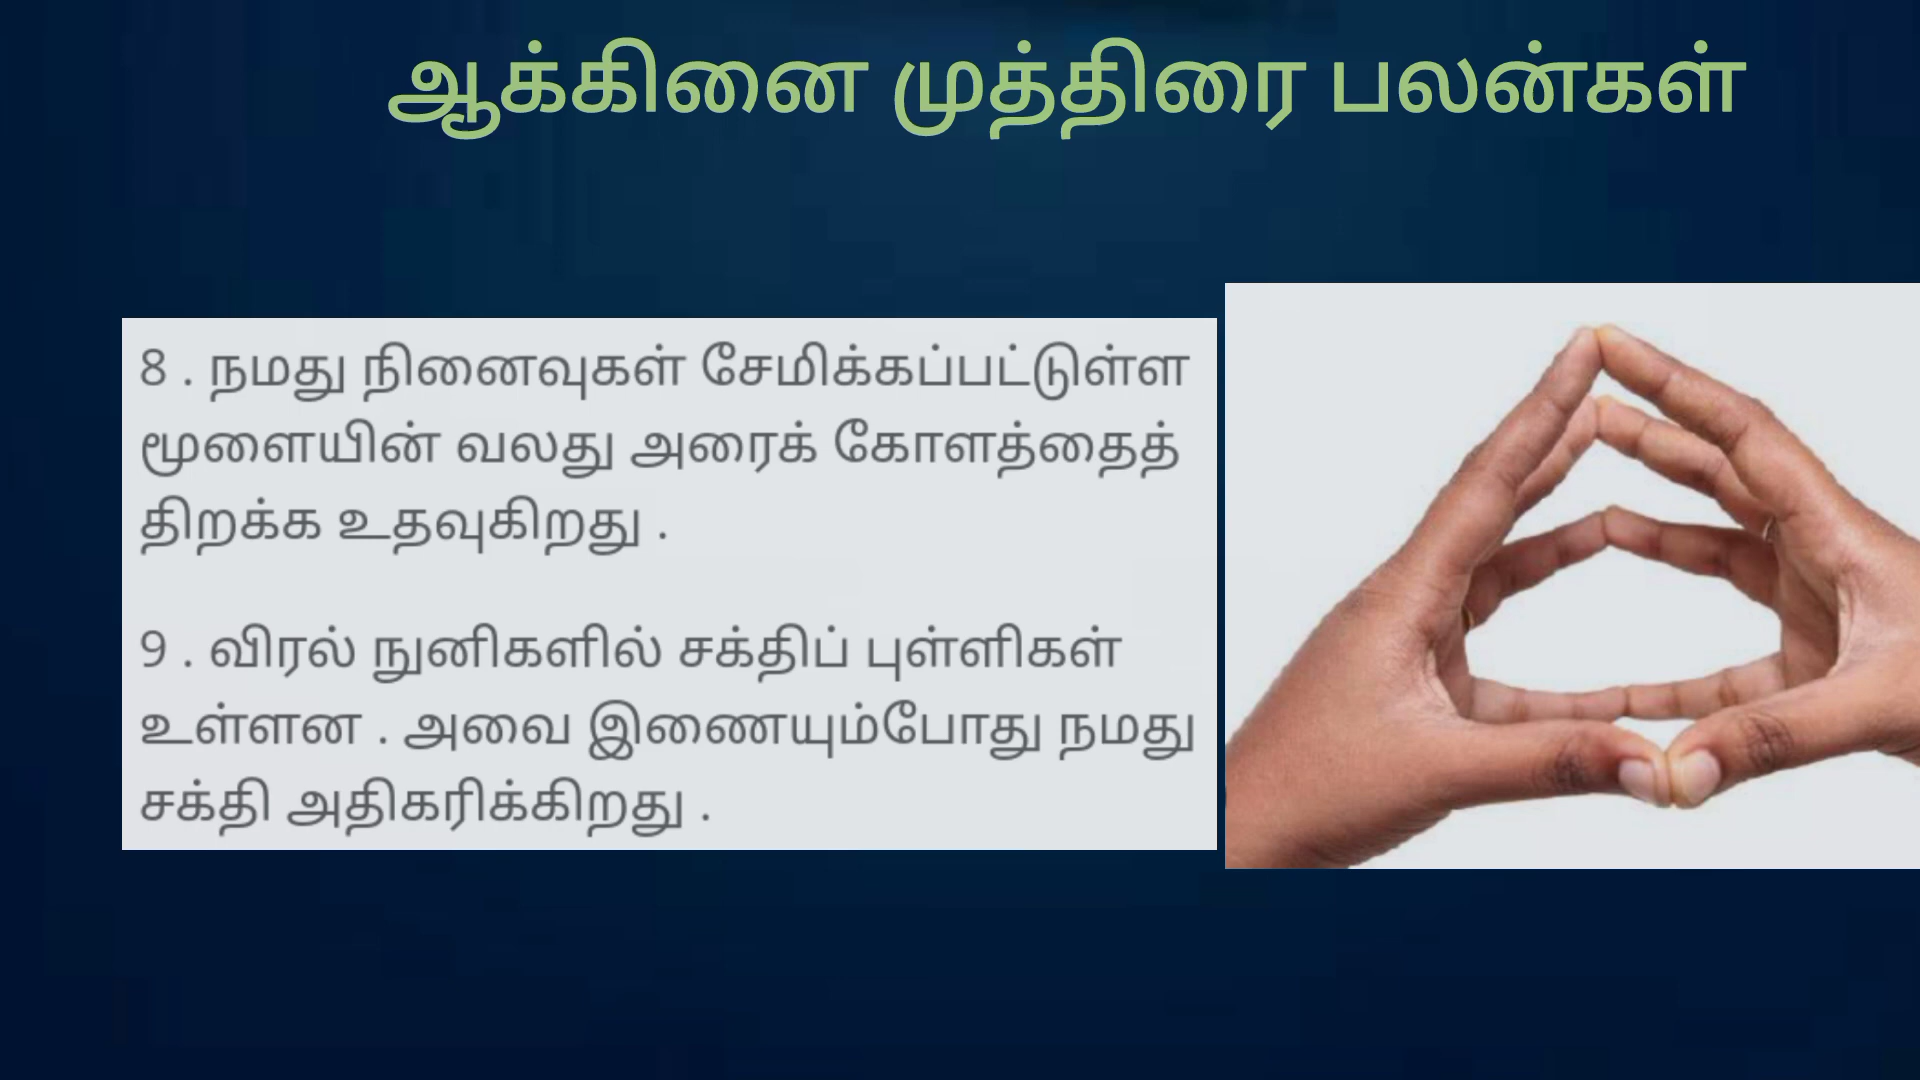 ஆக்கினை முத்திரை பலன்கள்
8 . நமது நினைவுகள் சேமிக்கப்பட்டுள்ள
மூளையின் வலது அரைக் கோளத்தைத்
திறக்க உதவுகிறது .
9 . விரல் நுனிகளில் சக்திப் புள்ளிகள்
உள்ளன . அவை இணையும்போது நமது
சக்தி அதிகரிக்கிறது .